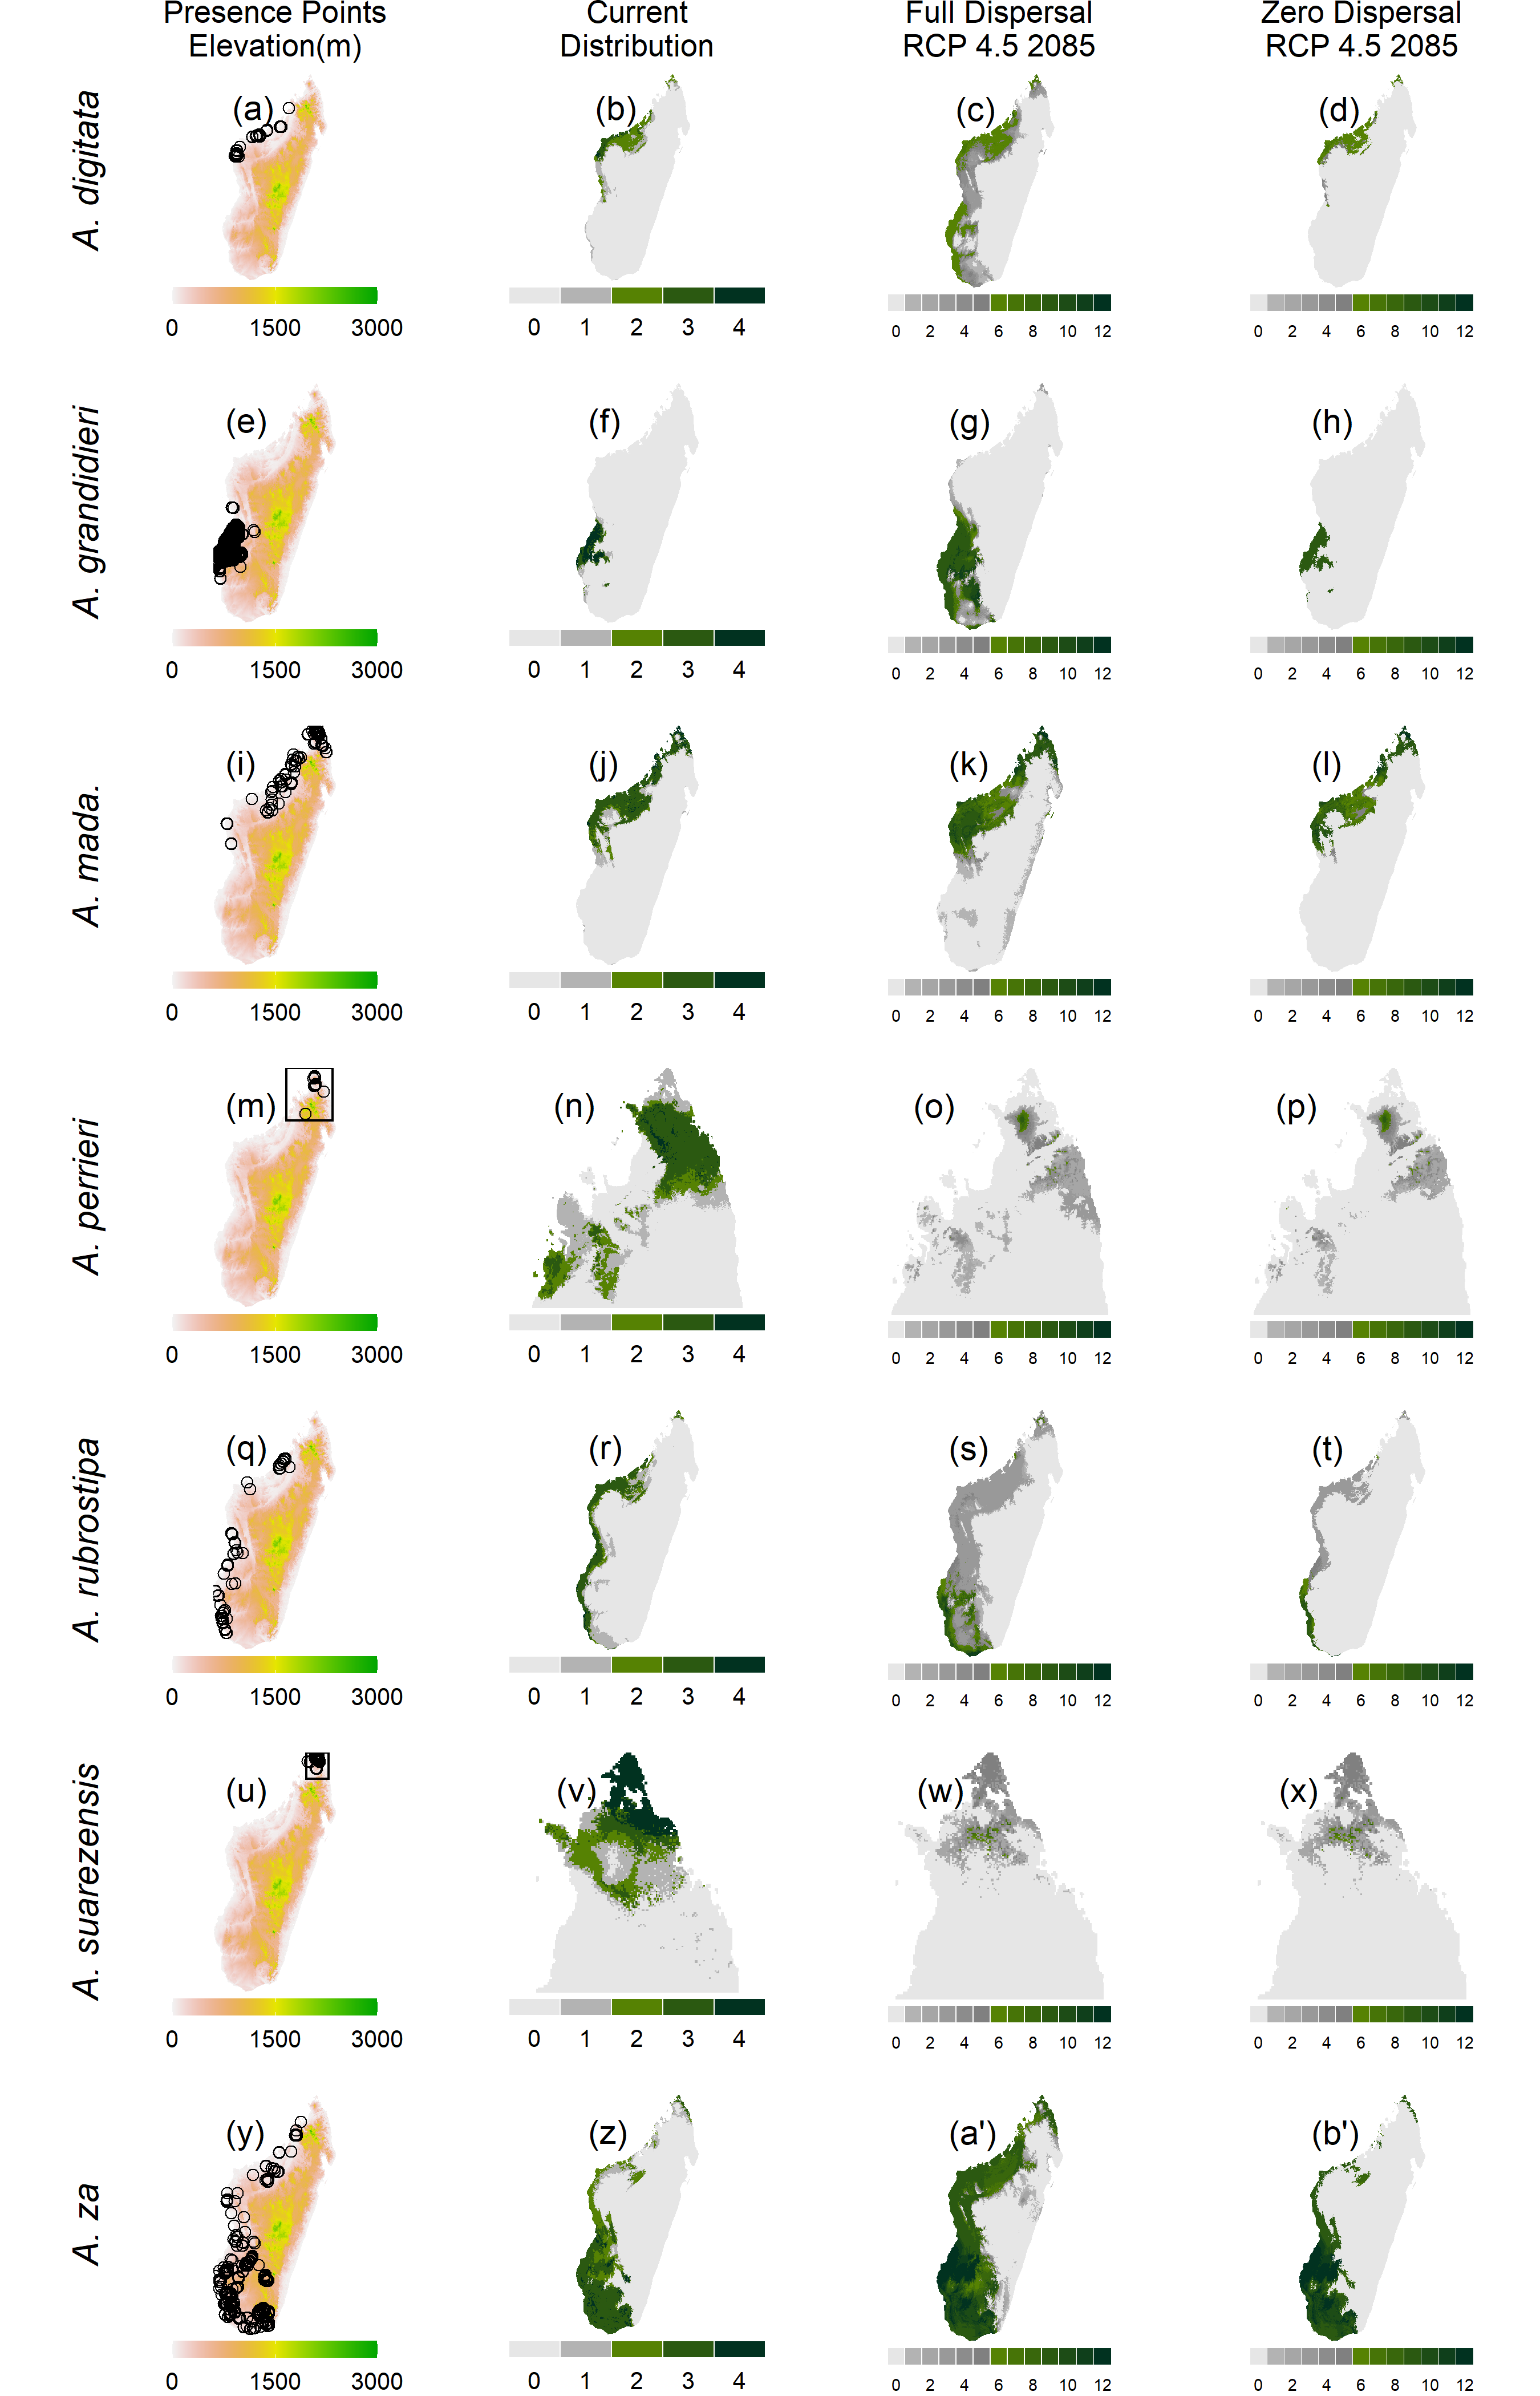 Presence Points
Elevation(m)
Current
Distribution
Full Dispersal
RCP 4.5 2085
Zero Dispersal
RCP 4.5 2085
A. digitata
(a)
(b)
(c)
(d)
0 1500 3000
0 1 2 3 4
0 2 4 6 8 10 12
0 2 4 6 8 10 12
A. grandidieri
(e)
(f)
(g)
(h)
0 1500 3000
0 1 2 3 4
0 2 4 6 8 10 12
0 2 4 6 8 10 12
A. mada.
(i)
(j)
(k)
(l)
0 1500 3000
0 1 2 3 4
0 2 4 6 8 10 12
0 2 4 6 8 10 12
A. perrieri
(m)
(n)
(o)
(p)
0 1500 3000
0 1 2 3 4
0 2 4 6 8 10 12
0 2 4 6 8 10 12
A. rubrostipa
(q)
(r)
(s)
(t)
0 1500 3000
0 1 2 3 4
0 2 4 6 8 10 12
0 2 4 6 8 10 12
A. suarezensis
(u)
(v)
(w)
(x)
0 1500 3000
0 1 2 3 4
0 2 4 6 8 10 12
0 2 4 6 8 10 12
A. za
(y)
(z)
(a')
(b')
0 1500 3000
0 1 2 3 4
0 2 4 6 8 10 12
0 2 4 6 8 10 12